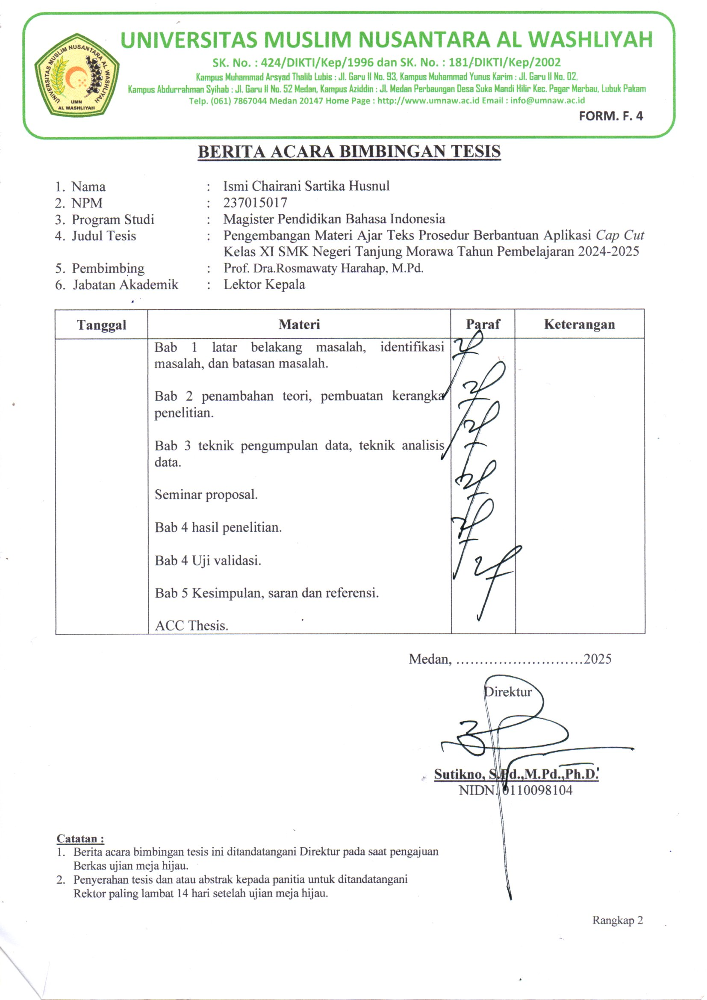 UNIVERSITAS MUSLIM NUSANTARA AL WASHLIYAH
SK. No. : 424/DIKTI/Kep/1996 dan SK. No. : 181/DIKTI/Kep/2002
Kampus Muhammad Arsyad Thalib Lubis : Jl. Garu II No. 93, Kampus Muhammad Yunus Karim : Jl. Garu II No. 02,
Kampus Abdurrahman Syihab : Jl. Garu II No. 52 Medan, Kampus Aziddin : Jl. Medan Perbaungan Desa Suka Mandi Hilir Kec. Pagar Merbau, Lubuk Pakam
Telp. (061) 7867044 Medan 20147 Home Page : http://www.umnaw.ac.id Email : info@umnaw.ac.id
FORM. F. 4
UNIVERSITAS MUSLIM NUSANTARA AL WASHLIYAH
UMN
AL WASHLIYAH
BERITA ACARA BIMBINGAN TESIS
1. Nama : Ismi Chairani Sartika Husnul
2. NPM : 237015017
3. Program Studi : Magister Pendidikan Bahasa Indonesia
4. Judul Tesis : Pengembangan Materi Ajar Teks Prosedur Berbantuan Aplikasi Cap Cut
Kelas XI SMK Negeri Tanjung Morawa Tahun Pembelajaran 2024-2025
5. Pembimbing : Prof. Dra.Rosmawaty Harahap, M.Pd.
6. Jabatan Akademik : Lektor Kepala
Tanggal Materi Paraf Keterangan
Bab 1 latar belakang masalah, identifikasi
masalah, dan batasan masalah.
Bab 2 penambahan teori, pembuatan kerangka
penelitian.
Bab 3 teknik pengumpulan data, teknik analisis
data.
Seminar proposal.
Bab 4 hasil penelitian.
Bab 4 Uji validasi.
Bab 5 Kesimpulan, saran dan referensi.
ACC Thesis.
Medan, ...........................2025
Direktur
Sutikno, S.Pd.,M.Pd.,Ph.D.
NIDN. 0110098104
Catatan :
1. Berita acara bimbingan tesis ini ditandatangani Direktur pada saat pengajuan
Berkas ujian meja hijau.
2. Penyerahan tesis dan atau abstrak kepada panitia untuk ditandatangani
Rektor paling lambat 14 hari setelah ujian meja hijau.
Rangkap 2